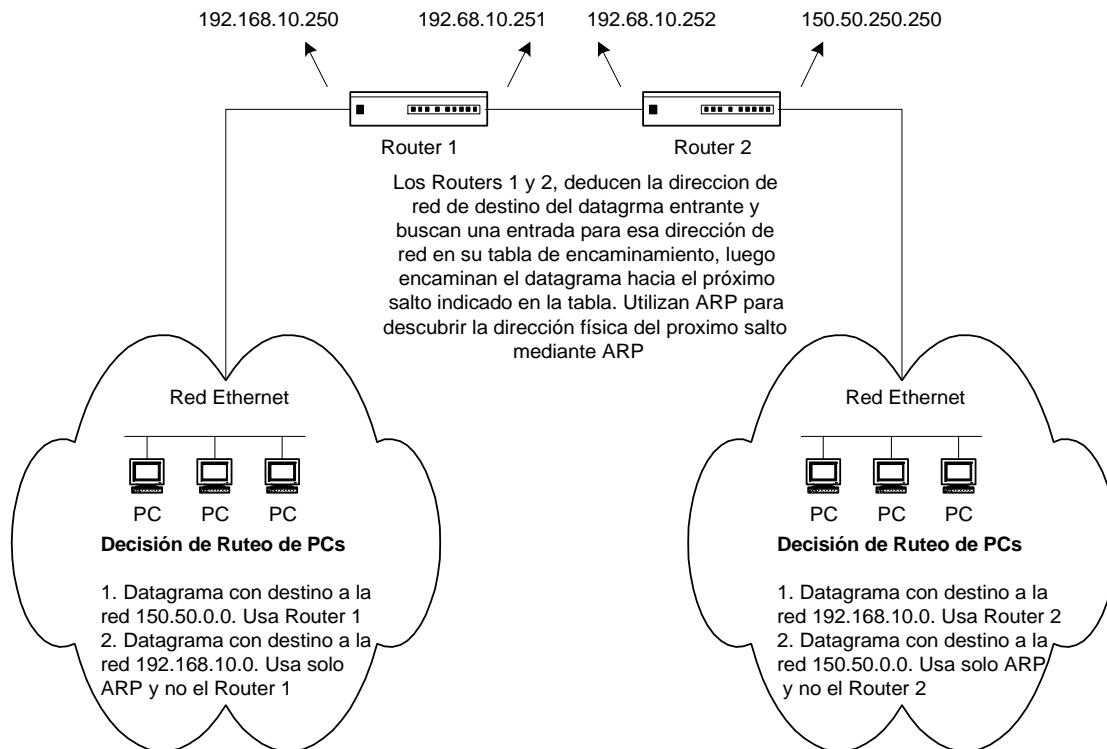 192.168.10.250
192.68.10.251
192.68.10.252
150.50.250.250
Router 1
Router 2
Los Routers 1 y 2, deducen la direccion de
red de destino del datagrma entrante y
buscan una entrada para esa dirección de
red en su tabla de encaminamiento, luego
encaminan el datagrama hacia el próximo
salto indicado en la tabla. Utilizan ARP para
descubrir la dirección física del proximo salto
mediante ARP
Red Ethernet
PC
PC
PC
Decisión de Ruteo de PCs
1. Datagrama con destino a la
red 150.50.0.0. Usa Router 1
2. Datagrama con destino a la
red 192.168.10.0. Usa solo
ARP y no el Router 1
Red Ethernet
PC
PC
PC
Decisión de Ruteo de PCs
1. Datagrama con destino a la
red 192.168.10.0. Usa Router 2
2. Datagrama con destino a la
red 150.50.0.0. Usa solo ARP
y no el Router 2